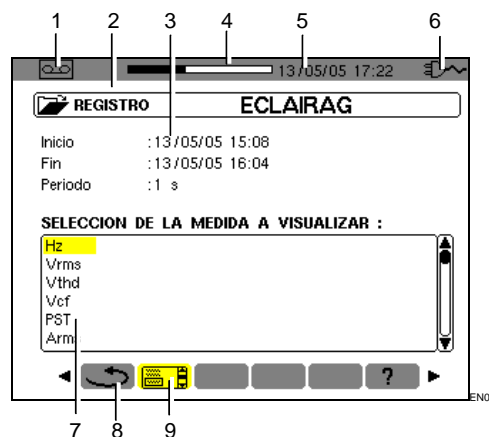 1 2 3 4 5 6
13/05/05 17:22
REGISTRO ECLAIRAG
Inicio :13/05/05 15:08
Fin :13/05/05 16:04
Periodo :1 s
SELECCION DE LA MEDIDA A VISUALIZAR :
Hz
Vrms
Vthd
Vcf
PST
Arms
?
EN0
7 8 9